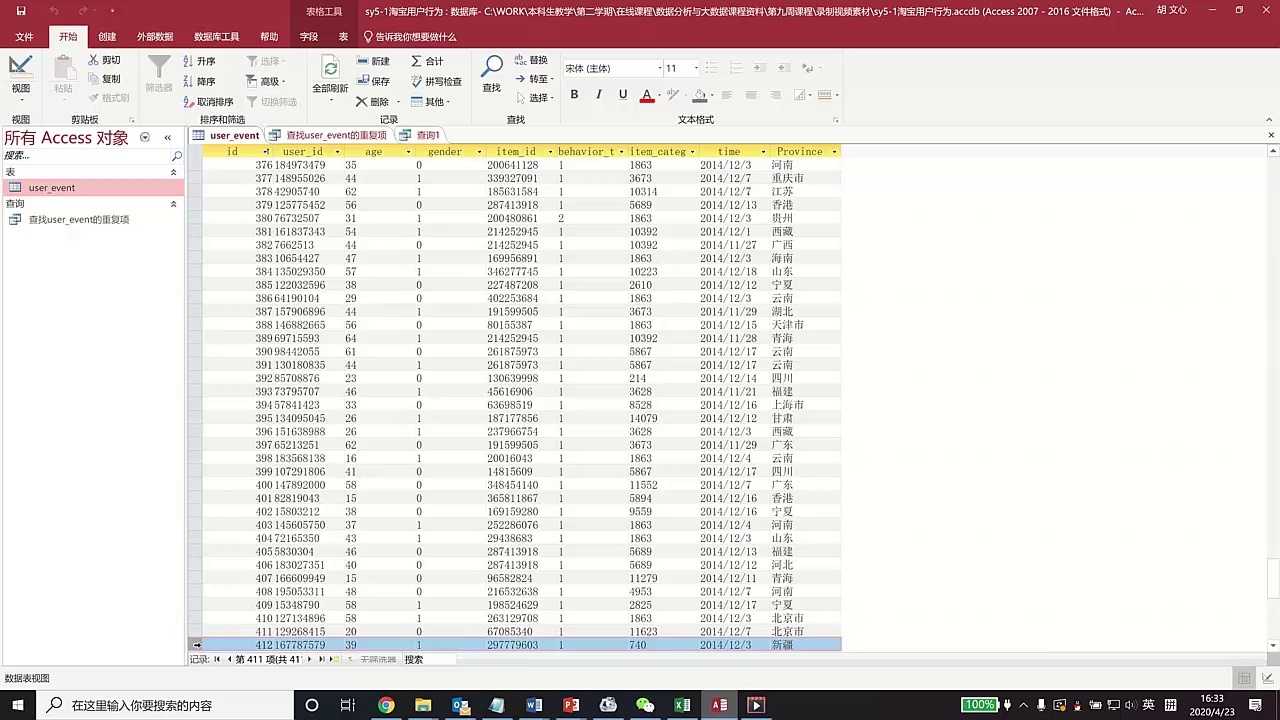 表格工具
sy5-1淘宝用户行为 : 数据库- C:\WORK\本科生教学\第二学期\在线课程\数据分析与大数据课程资料\第九周课程\录制视频素材\sy5-1淘宝用户行为.accdb (Access 2007 - 2016 文件格式) - Ac...
胡 文心
文件 开始 创建 外部数据 数据库工具 帮助 字段 表 告诉我你想要做什么
视图 粘贴 剪切 复制 格式刷 筛选器 升序 降序 取消排序 选择 高级 切换筛选 全部刷新 新建 保存 删除 合计 拼写检查 其他 查找 替换 转至 选择 宋体 (主体) 11
B I U A
视图 剪贴板 排序和筛选 记录 查找 文本格式
所有 Access 对象
搜索...
表
user_event
查询
查找user_event的重复项
user_event 查找user_event的重复项 查询1
id user_id age gender item_id behavior_t item_categ time Province
376 184973479 35 0 200641128 1 1863 2014/12/3 河南
377 148955026 44 1 339327091 1 3673 2014/12/7 重庆市
378 42905740 62 1 185631584 1 10314 2014/12/7 江苏
379 125775452 56 0 287413918 1 5689 2014/12/13 香港
380 76732507 31 1 200480861 2 1863 2014/12/3 贵州
381 161837343 54 1 214252945 1 10392 2014/12/1 西藏
382 7662513 44 0 214252945 1 10392 2014/11/27 广西
383 10654427 47 1 169956891 1 1863 2014/12/3 海南
384 135029350 57 1 346277745 1 10223 2014/12/18 山东
385 122032596 38 0 227487208 1 2610 2014/12/12 宁夏
386 64190104 29 0 402253684 1 1863 2014/12/3 云南
387 157906896 44 1 191599505 1 3673 2014/11/29 湖北
388 146882665 56 0 80155387 1 1863 2014/12/15 天津市
389 69715593 64 1 214252945 1 10392 2014/11/28 青海
390 98442055 61 0 261875973 1 5867 2014/12/17 云南
391 130180835 44 1 261875973 1 5867 2014/12/17 云南
392 85708876 23 0 130639998 1 214 2014/12/14 四川
393 73795707 46 1 45616906 1 3628 2014/11/21 福建
394 57841423 33 0 63698519 1 8528 2014/12/16 上海市
395 134095045 26 1 187177856 1 14079 2014/12/12 甘肃
396 151638988 26 1 237966754 1 3628 2014/12/3 西藏
397 65213251 62 0 191599505 1 3673 2014/11/29 广东
398 183568138 16 1 20016043 1 1863 2014/12/4 云南
399 107291806 41 0 14815609 1 5867 2014/12/17 四川
400 147892000 58 0 348454140 1 11552 2014/12/7 广东
401 82819043 15 0 365811867 1 5894 2014/12/16 香港
402 15803212 38 0 169159280 1 9559 2014/12/16 宁夏
403 145605750 37 1 252286076 1 1863 2014/12/4 河南
404 72165350 43 1 29438683 1 1863 2014/12/3 山东
405 5830304 46 0 287413918 1 5689 2014/12/13 福建
406 183027351 40 0 287413918 1 5689 2014/12/12 河北
407 166609949 15 0 96582824 1 11279 2014/12/11 青海
408 195053311 48 0 216532638 1 4953 2014/12/7 河南
409 15348790 58 1 198524629 1 2825 2014/12/17 宁夏
410 127134896 58 1 263129708 1 1863 2014/12/3 北京市
411 129268415 20 0 67085340 1 11623 2014/12/7 北京市
412 167787579 39 1 297779603 1 740 2014/12/3 新疆
记录: 第 411 项(共 41 无筛选器 搜索
数据表视图
在这里输入你要搜索的内容
100%
英
16:33
2020/4/23